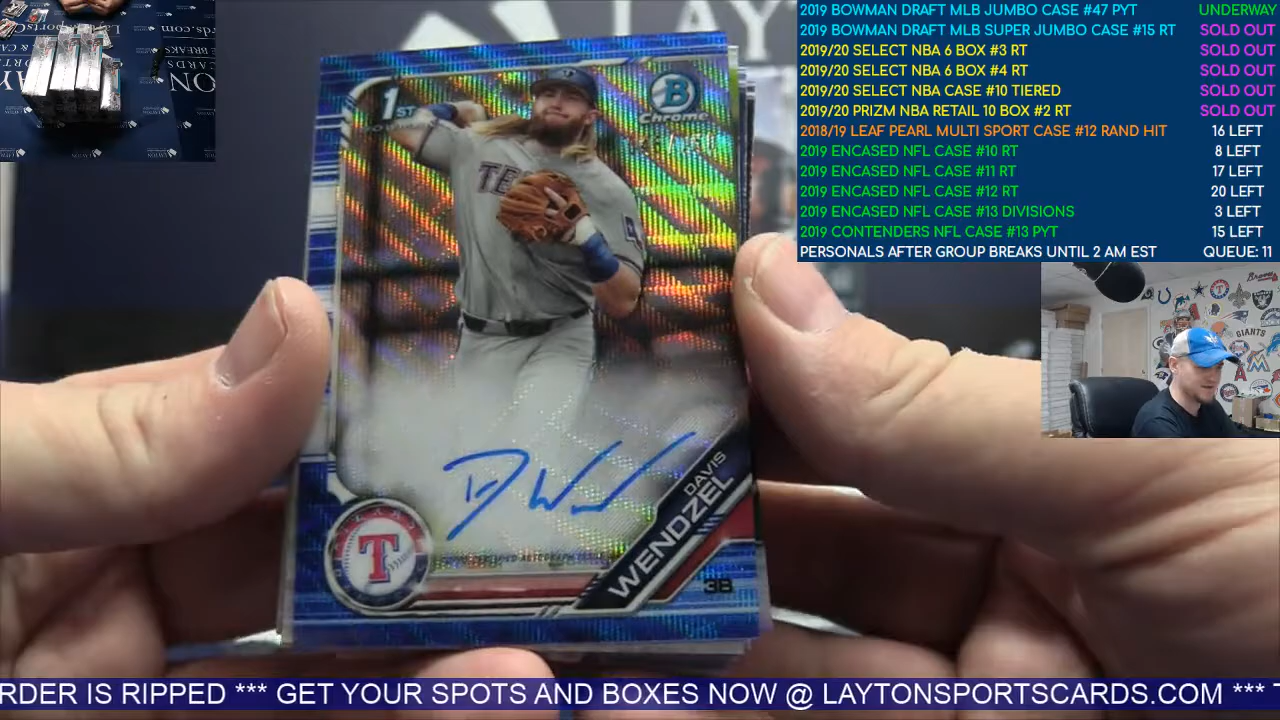 2019 BOWMAN DRAFT MLB JUMBO CASE #47 PYT UNDERWAY
2019 BOWMAN DRAFT MLB SUPER JUMBO CASE #15 RT SOLD OUT
2019/20 SELECT NBA 6 BOX #3 RT SOLD OUT
2019/20 SELECT NBA 6 BOX #4 RT SOLD OUT
2019/20 SELECT NBA CASE #10 TIERED SOLD OUT
2019/20 PRIZM NBA RETAIL 10 BOX #2 RT SOLD OUT
2018/19 LEAF PEARL MULTI SPORT CASE #12 RAND HIT 16 LEFT
2019 ENCASED NFL CASE #10 RT 8 LEFT
2019 ENCASED NFL CASE #11 RT 17 LEFT
2019 ENCASED NFL CASE #12 RT 20 LEFT
2019 ENCASED NFL CASE #13 DIVISIONS 3 LEFT
2019 CONTENDERS NFL CASE #13 PYT 15 LEFT
PERSONALS AFTER GROUP BREAKS UNTIL 2 AM EST QUEUE: 11
1ST
B
Chrome
DAVIS
WENDZEL
3B
T
GIANTS
RDER IS RIPPED *** GET YOUR SPOTS AND BOXES NOW @ LAYTONSPORTSCARDS.COM *** T